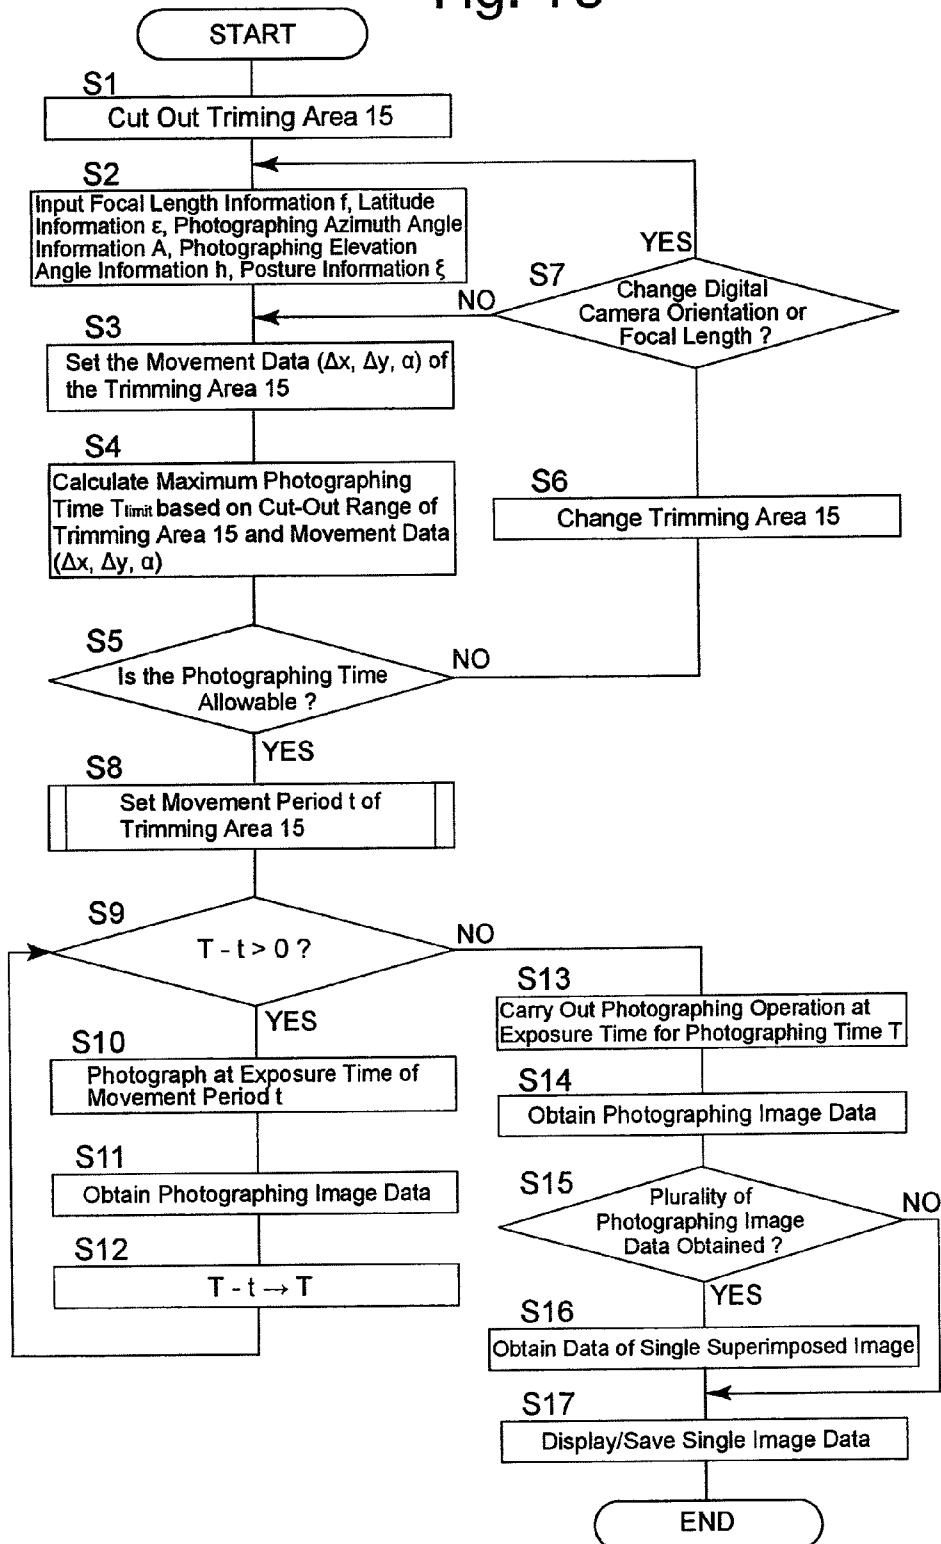 START
S1
Cut Out Triming Area 15
S2
Input Focal Length Information f, Latitude
Information ε, Photographing Azimuth Angle
Information A, Photographing Elevation
Angle Information h, Posture Information ξ
YES
S7
Change Digital
Camera Orientation or
Focal Length ?
NO
S3
Set the Movement Data (Δx, Δy, α) of
the Trimming Area 15
S4
Calculate Maximum Photographing
Time Tlimit based on Cut-Out Range of
Trimming Area 15 and Movement Data
(Δx, Δy, α)
S6
Change Trimming Area 15
S5
Is the Photographing Time
Allowable ?
NO
YES
S8
Set Movement Period t of
Trimming Area 15
S9
T - t > 0 ?
NO
YES
S10
Photograph at Exposure Time of
Movement Period t
S11
Obtain Photographing Image Data
S12
T - t → T
S13
Carry Out Photographing Operation at
Exposure Time for Photographing Time T
S14
Obtain Photographing Image Data
S15
Plurality of
Photographing Image
Data Obtained ?
NO
YES
S16
Obtain Data of Single Superimposed Image
S17
Display/Save Single Image Data
END